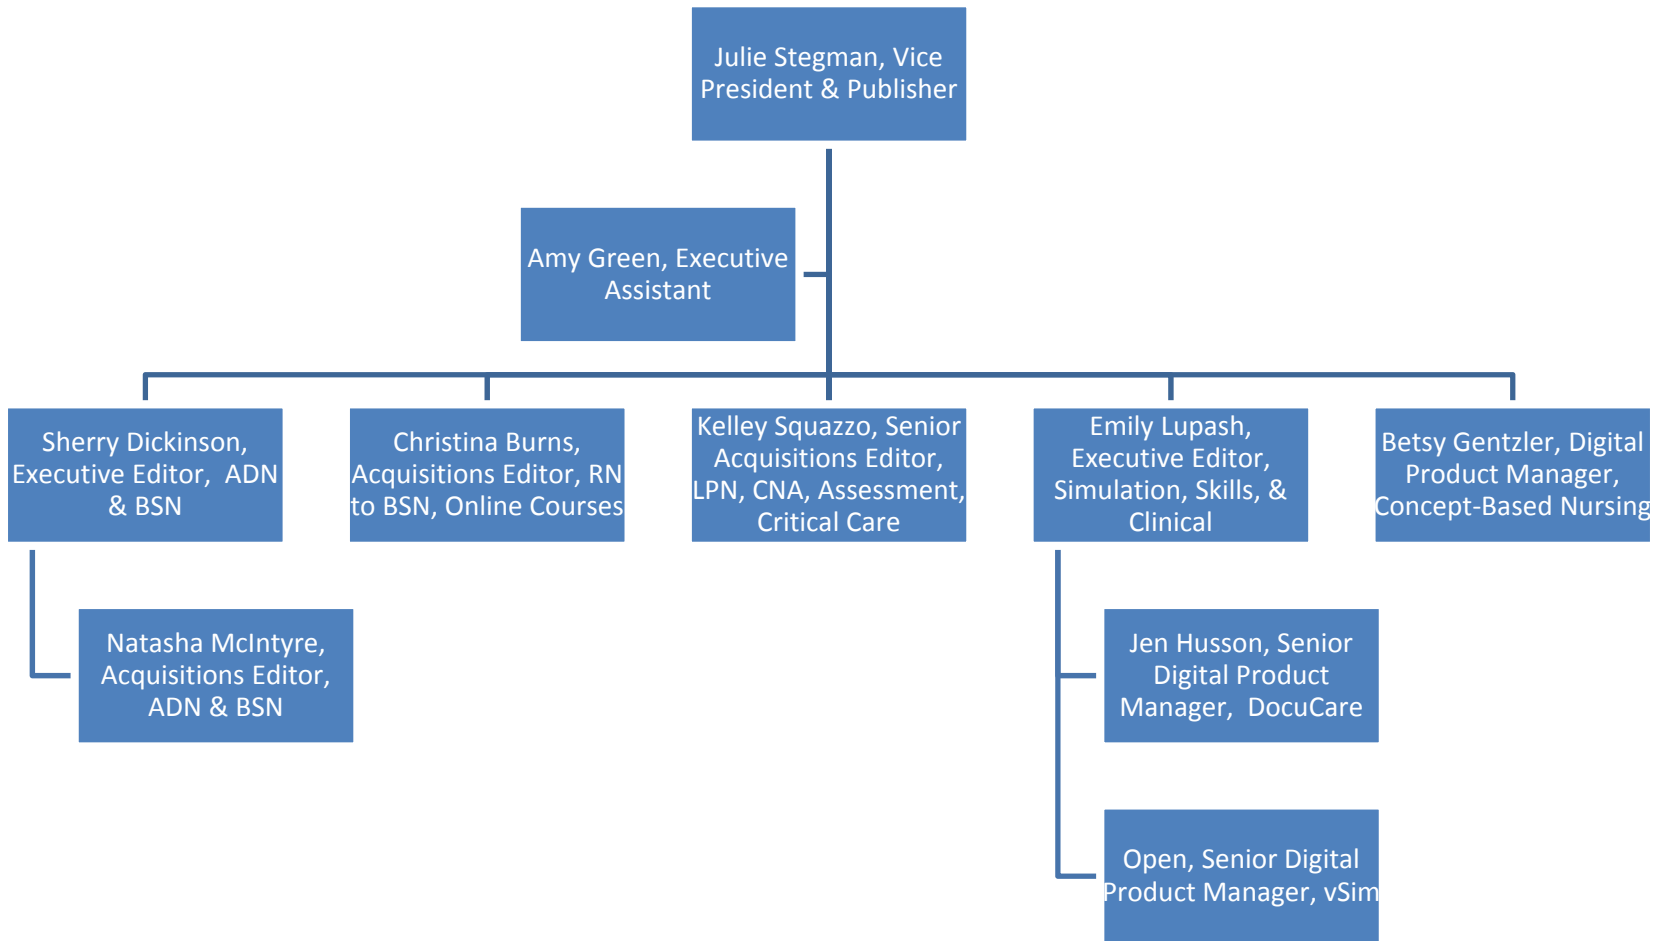 Julie Stegman, Vice
President & Publisher
Amy Green, Executive
Assistant
Sherry Dickinson,
Executive Editor,  ADN
& BSN
Christina Burns,
Acquisitions Editor, RN
to BSN, Online Courses
Kelley Squazzo, Senior
Acquisitions Editor,
LPN, CNA, Assessment,
Critical Care
Emily Lupash,
Executive Editor,
Simulation, Skills, &
Clinical
Betsy Gentzler, Digital
Product Manager,
Concept-Based Nursing
Natasha McIntyre,
Acquisitions Editor,
ADN & BSN
Jen Husson, Senior
Digital Product
Manager,  DocuCare
Open, Senior Digital
Product Manager, vSim